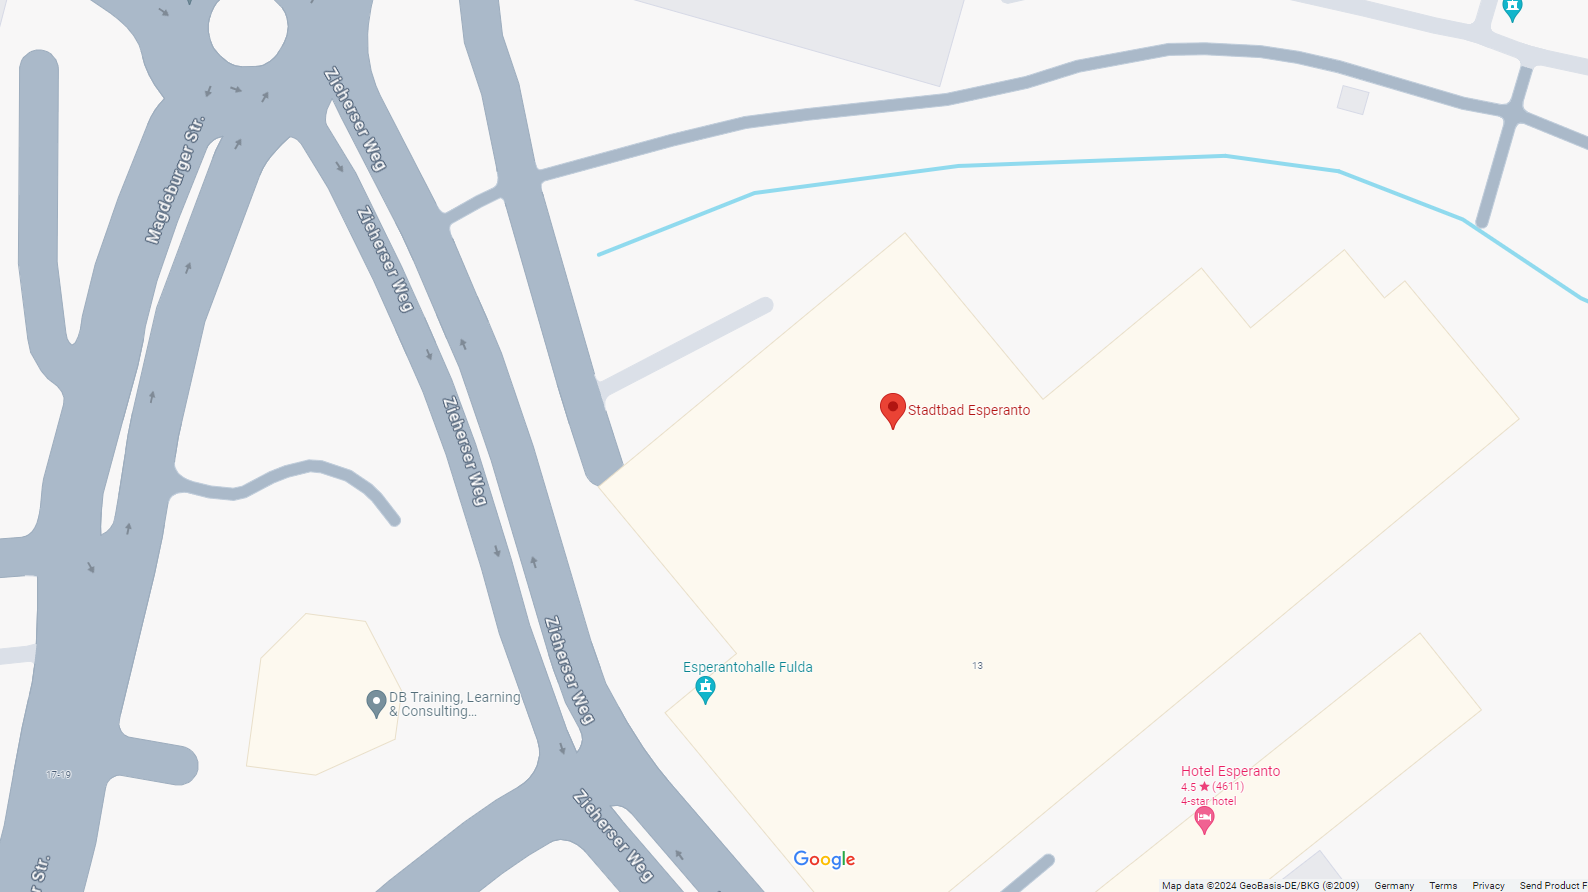 Zieherser Weg
Magdeburger Str.
Zieherser Weg
Zieherser Weg
Stadtbad Esperanto
Zieherser Weg
Esperantohalle Fulda
13
DB Training, Learning
& Consulting...
17-19
Hotel Esperanto
4.5 ★ (4611)
4-star hotel
Zieherser Weg
r Str.
Google
Map data ©2024 GeoBasis-DE/BKG (©2009) Germany Terms Privacy Send Product F